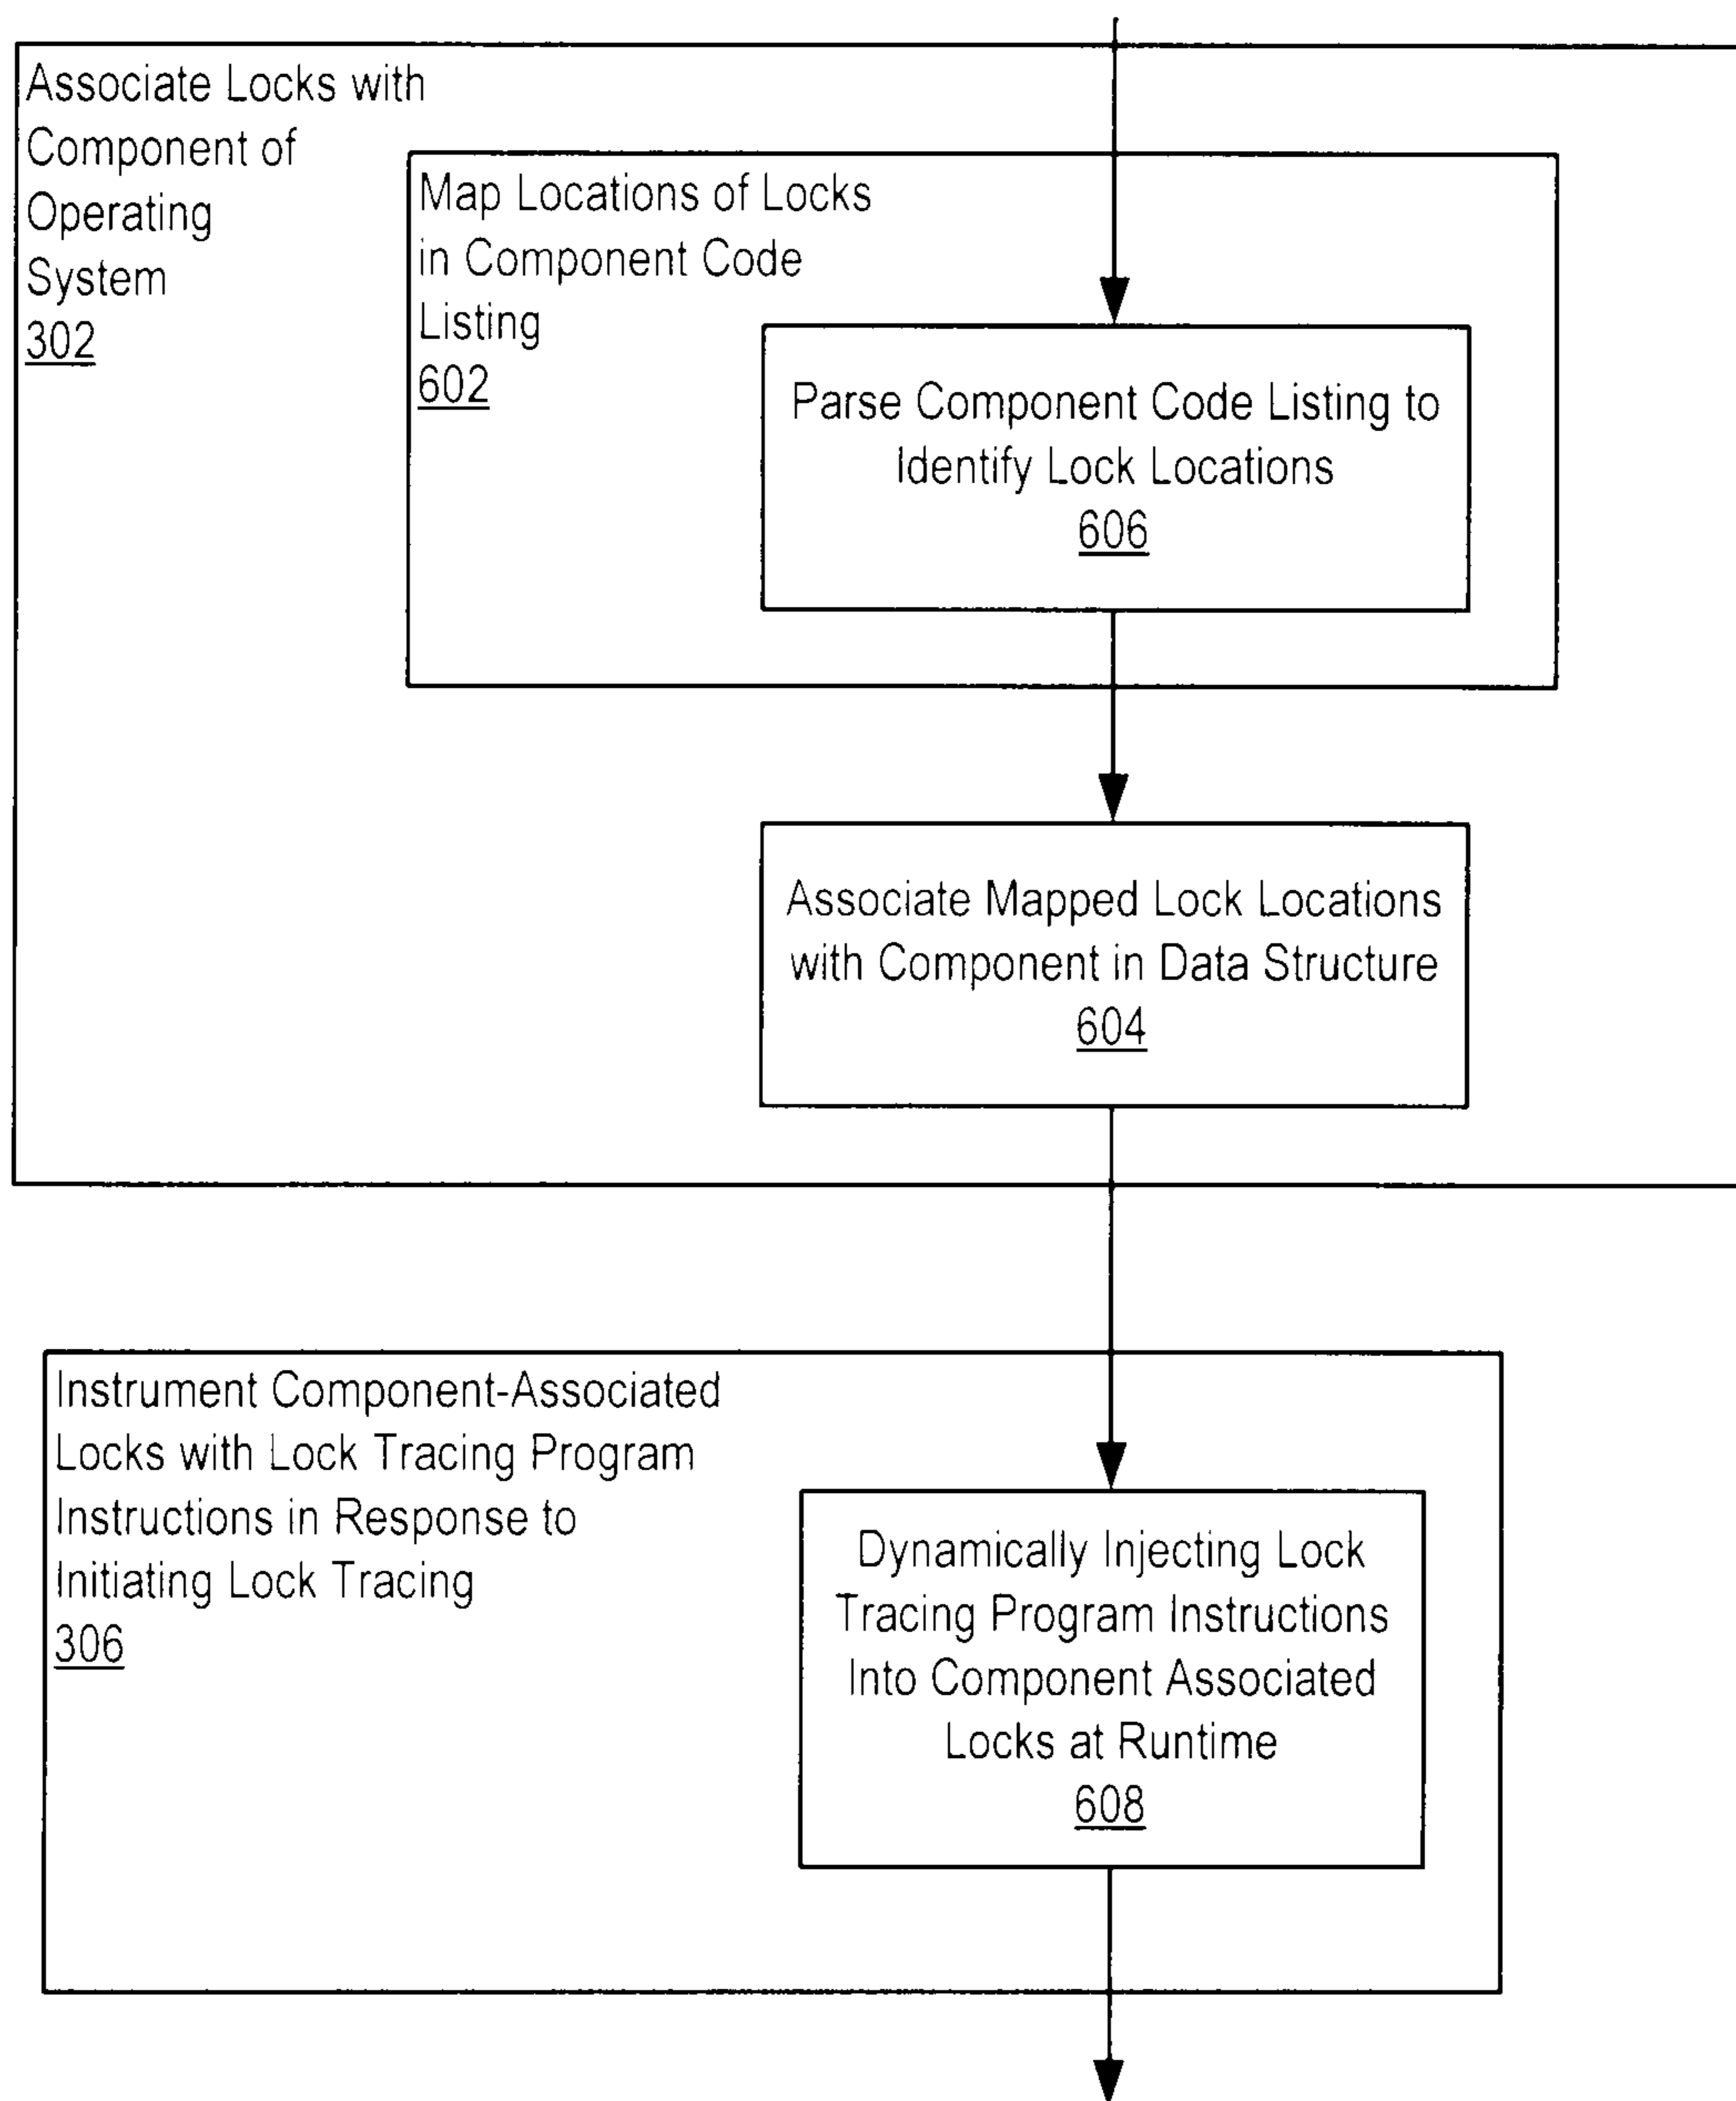 Associate Locks with
Component of
Operating
System
302
Map Locations of Locks
in Component Code
Listing
602
Parse Component Code Listing to
Identify Lock Locations
606
Associate Mapped Lock Locations
with Component in Data Structure
604
Instrument Component-Associated
Locks with Lock Tracing Program
Instructions in Response to
Initiating Lock Tracing
306
Dynamically Injecting Lock
Tracing Program Instructions
Into Component Associated
Locks at Runtime
608